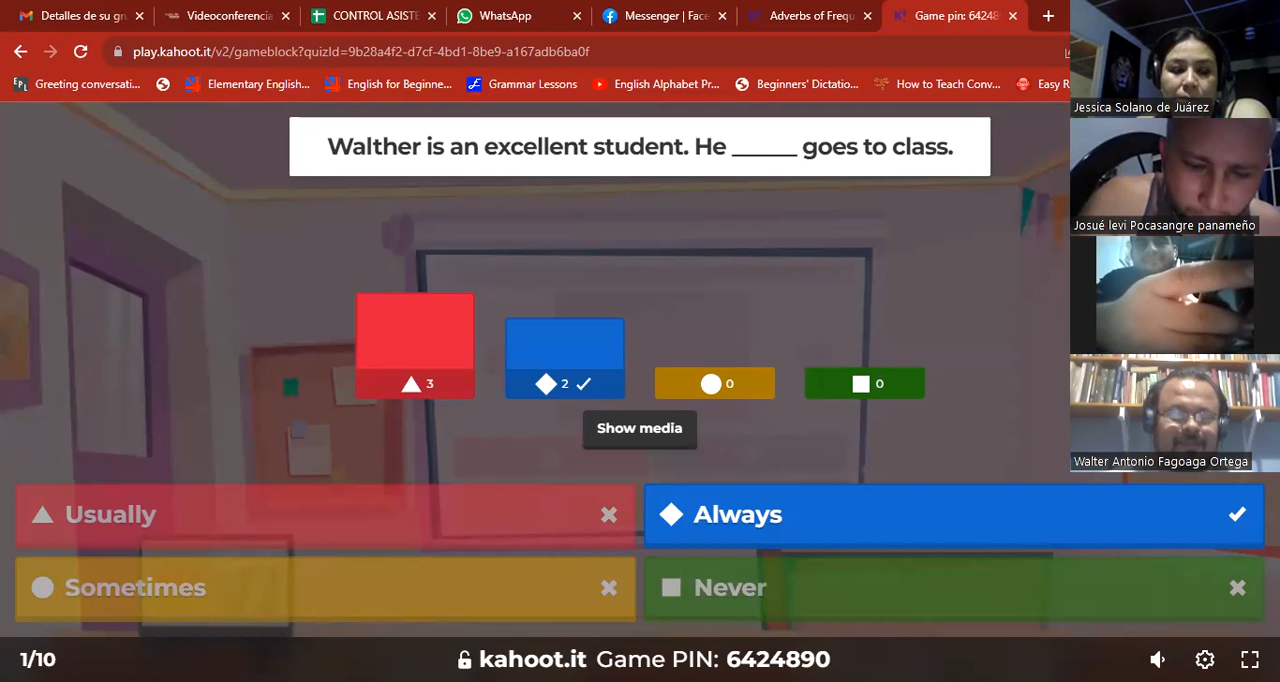 Detalles de su gr
Videoconferencia
CONTROL ASISTE
WhatsApp
Messenger | Face
Adverbs of Frequ
Game pin: 64248
play.kahoot.it/v2/gameblock?quizId=9b28a4f2-d7cf-4bd1-8be9-a167adb6ba0f
Greeting conversati...
Elementary English...
English for Beginne...
Grammar Lessons
English Alphabet Pr...
Beginners' Dictatio...
How to Teach Conv...
Easy R
Jessica Solano de Juárez
Walther is an excellent student. He ______ goes to class.
Josué levi Pocasangre panameño
3
2
0
0
Show media
Walter Antonio Fagoaga Ortega
Usually
Always
Sometimes
Never
1/10
kahoot.it Game PIN: 6424890